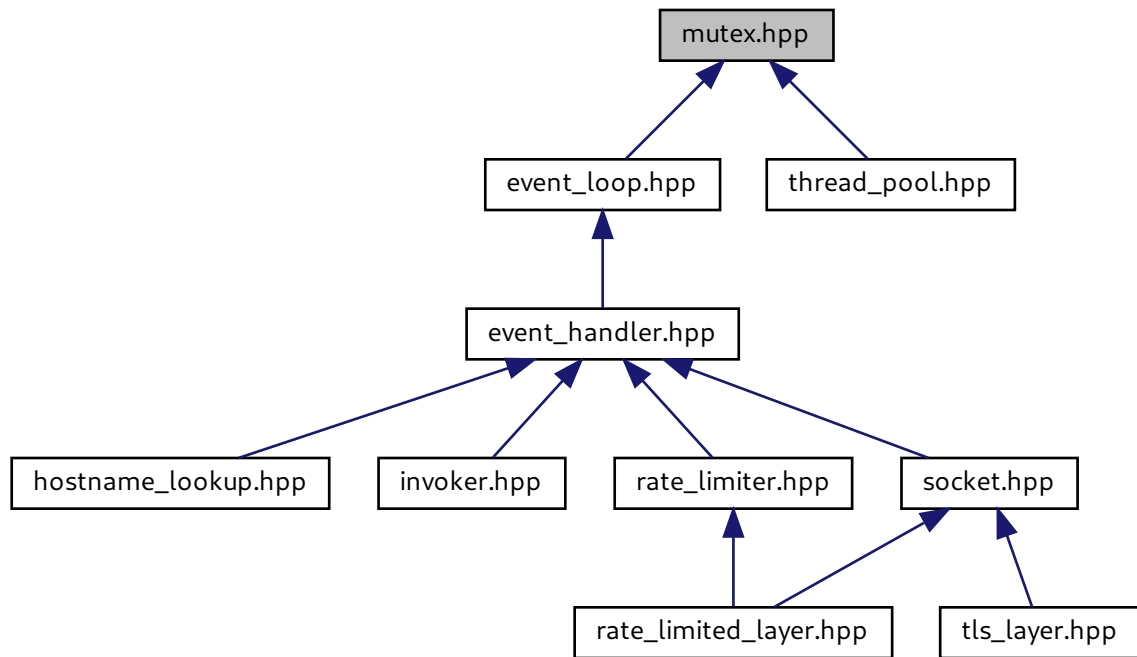 mutex.hpp
event_loop.hpp
thread_pool.hpp
event_handler.hpp
hostname_lookup.hpp
invoker.hpp
rate_limiter.hpp
socket.hpp
rate_limited_layer.hpp
tls_layer.hpp